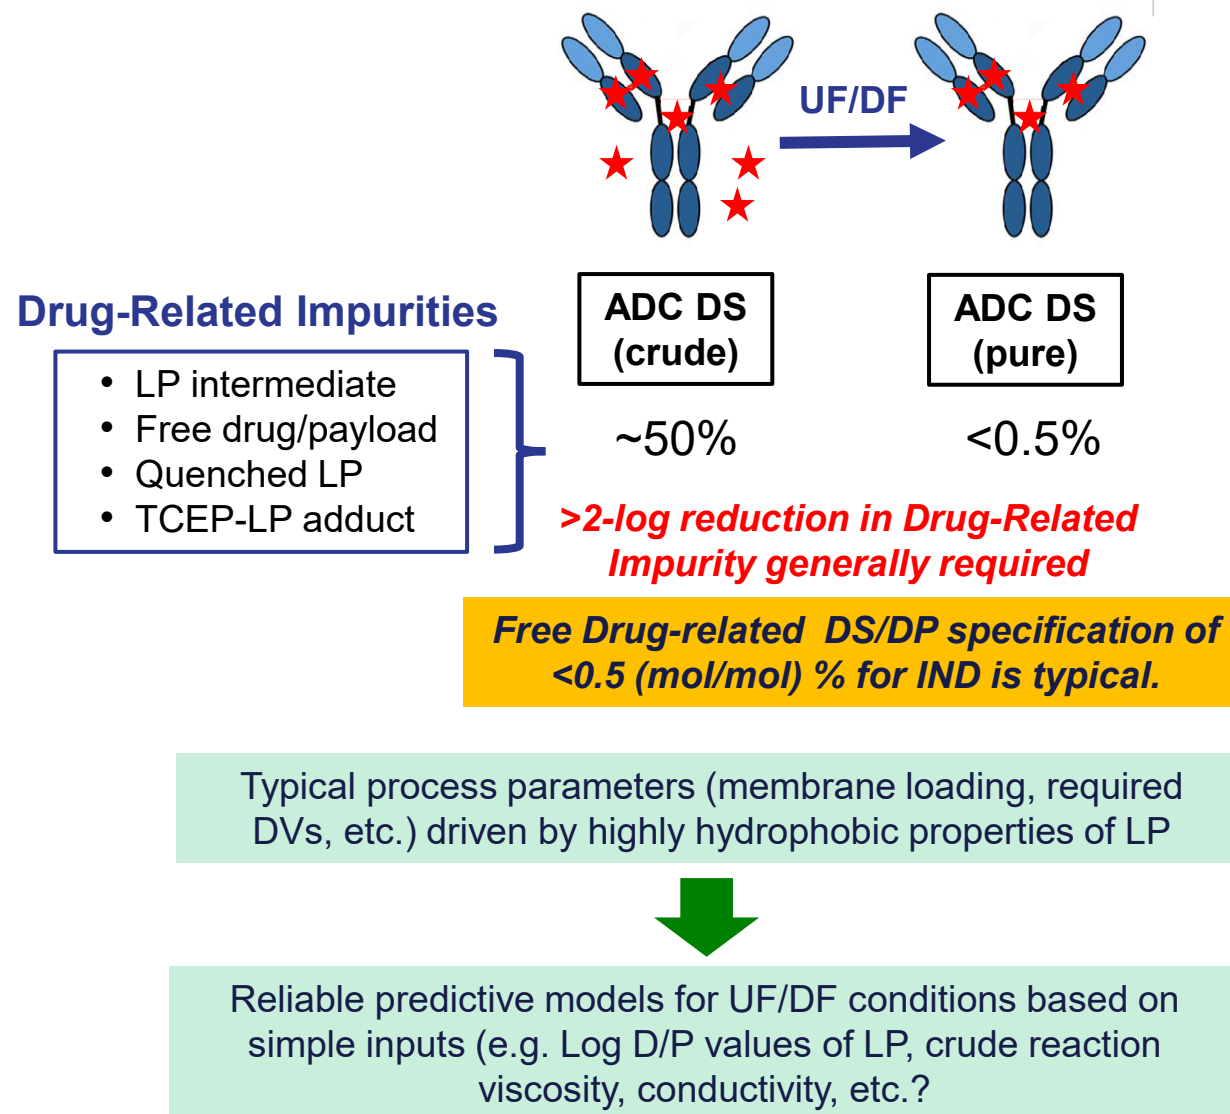 UF/DF
Drug-Related Impurities
• LP intermediate
• Free drug/payload
• Quenched LP
• TCEP-LP adduct
ADC DS
(crude)
~50%
ADC DS
(pure)
<0.5%
>2-log reduction in Drug-Related
Impurity generally required
Free Drug-related  DS/DP specification of
<0.5 (mol/mol) % for IND is typical.
Typical process parameters (membrane loading, required
DVs, etc.) driven by highly hydrophobic properties of LP
Reliable predictive models for UF/DF conditions based on
simple inputs (e.g. Log D/P values of LP, crude reaction
viscosity, conductivity, etc.?